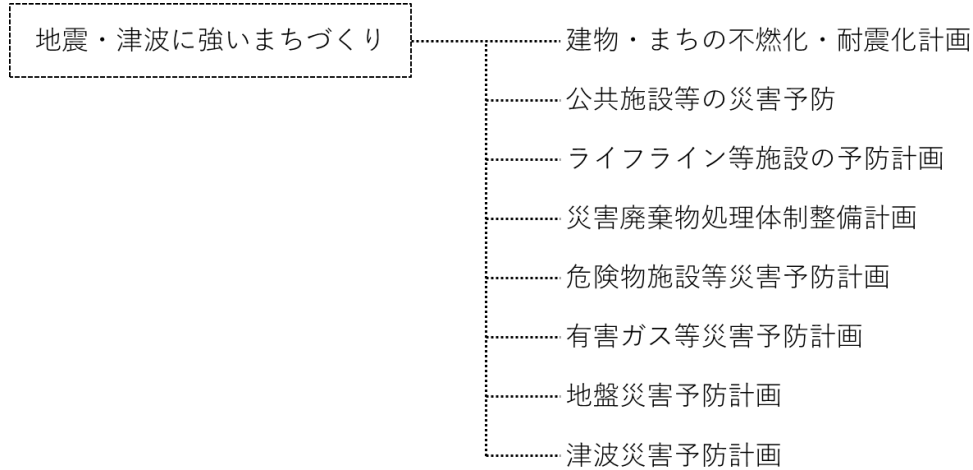 地震・津波に強いまちづくり
建物・まちの不燃化・耐震化計画
公共施設等の災害予防
ライフライン等施設の予防計画
災害廃棄物処理体制整備計画
危険物施設等災害予防計画
有害ガス等災害予防計画
地盤災害予防計画
津波災害予防計画